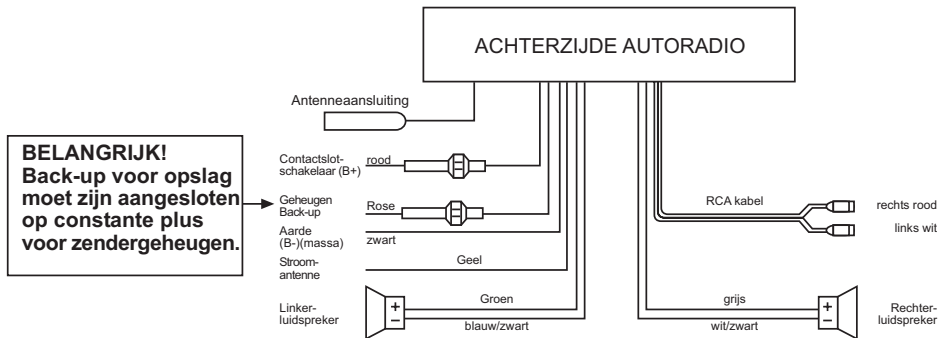 ACHTERZIJDE AUTORADIO
Antenneaansluiting
BELANGRIJK!
Back-up voor opslag
moet zijn aangesloten
op constante plus
voor zendergeheugen.
Contactslot-
schakelaar (B+)
rood
Geheugen
Back-up
Rose
Aarde
(B-)(massa)
zwart
Stroom-
antenne
Geel
Linker-
luidspreker
+
−
Groen
blauw/zwart
RCA kabel
rechts rood
links wit
grijs
wit/zwart
+
−
Rechter-
luidspreker